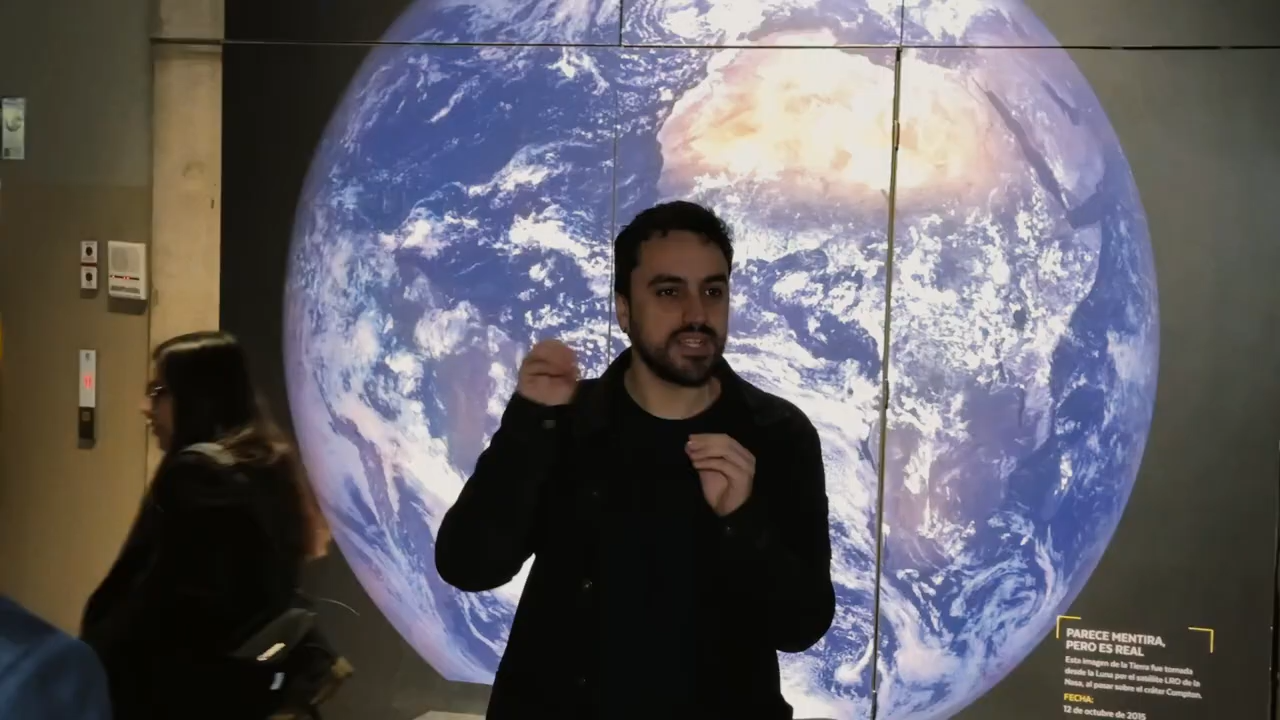 PARECE MENTIRA,
PERO ES REAL
Esta imagen de la Tierra fue tomada
desde la Luna por el satélite LRO de la
Nasa, al pasar sobre el cráter Compton.
FECHA:
12 de octubre de 2015